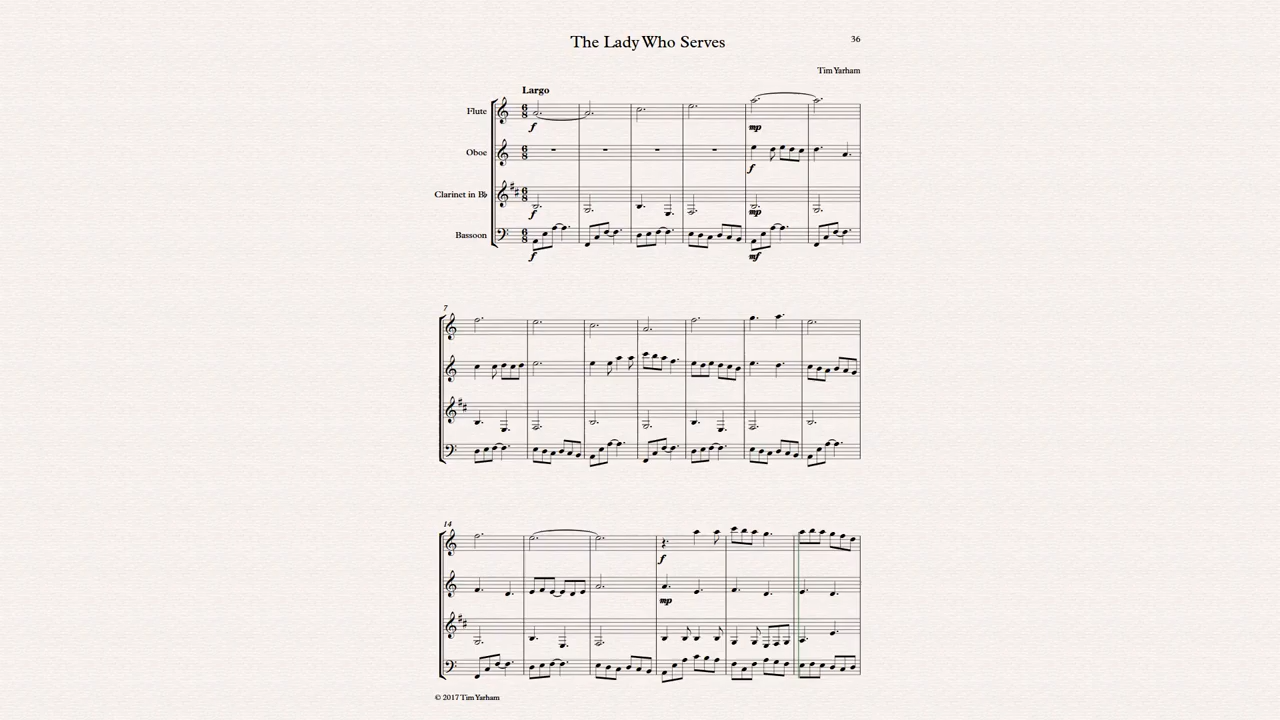 The Lady Who Serves
36
Tim Yarham
Largo
Flute
f
mp
Oboe
f
Clarinet in B♭
f
mp
Bassoon
f
mf
7
14
f
mp
© 2017 Tim Yarham